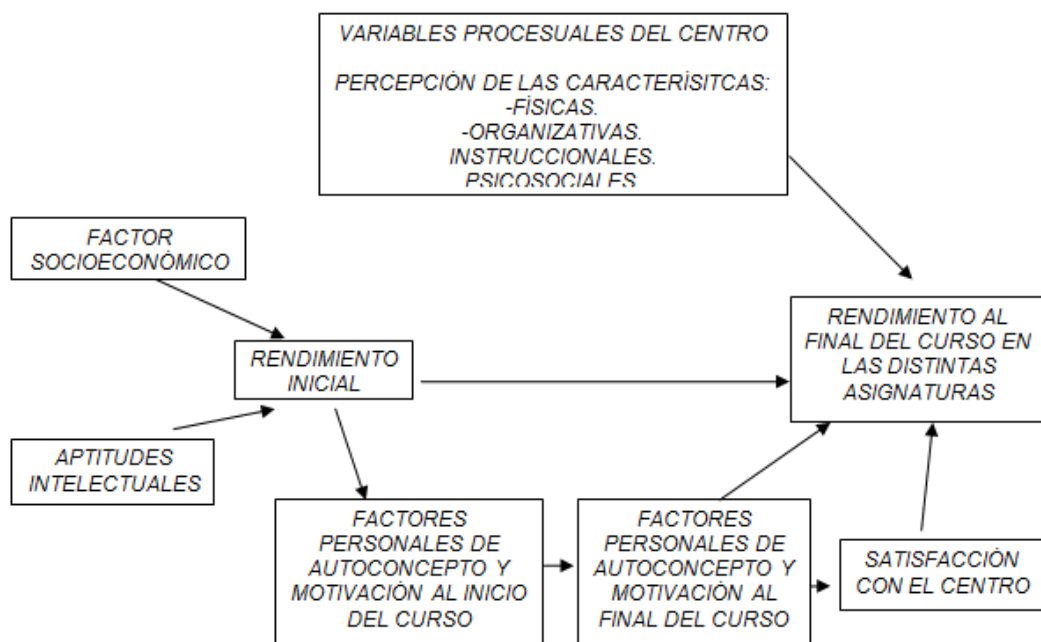 VARIABLES PROCESUALES DEL CENTRO
PERCEPCIÓN DE LAS CARACTERÍSITCAS:
-FÍSICAS.
-ORGANIZATIVAS.
INSTRUCCIONALES.
PSICOSOCIALES
FACTOR
SOCIOECONÓMICO
RENDIMIENTO
INICIAL
APTITUDES
INTELECTUALES
RENDIMIENTO AL
FINAL DEL CURSO EN
LAS DISTINTAS
ASIGNATURAS
FACTORES
PERSONALES DE
AUTOCONCEPTO Y
MOTIVACIÓN AL INICIO
DEL CURSO
FACTORES
PERSONALES DE
AUTOCONCEPTO Y
MOTIVACIÓN AL
FINAL DEL CURSO
SATISFACCIÓN
CON EL CENTRO